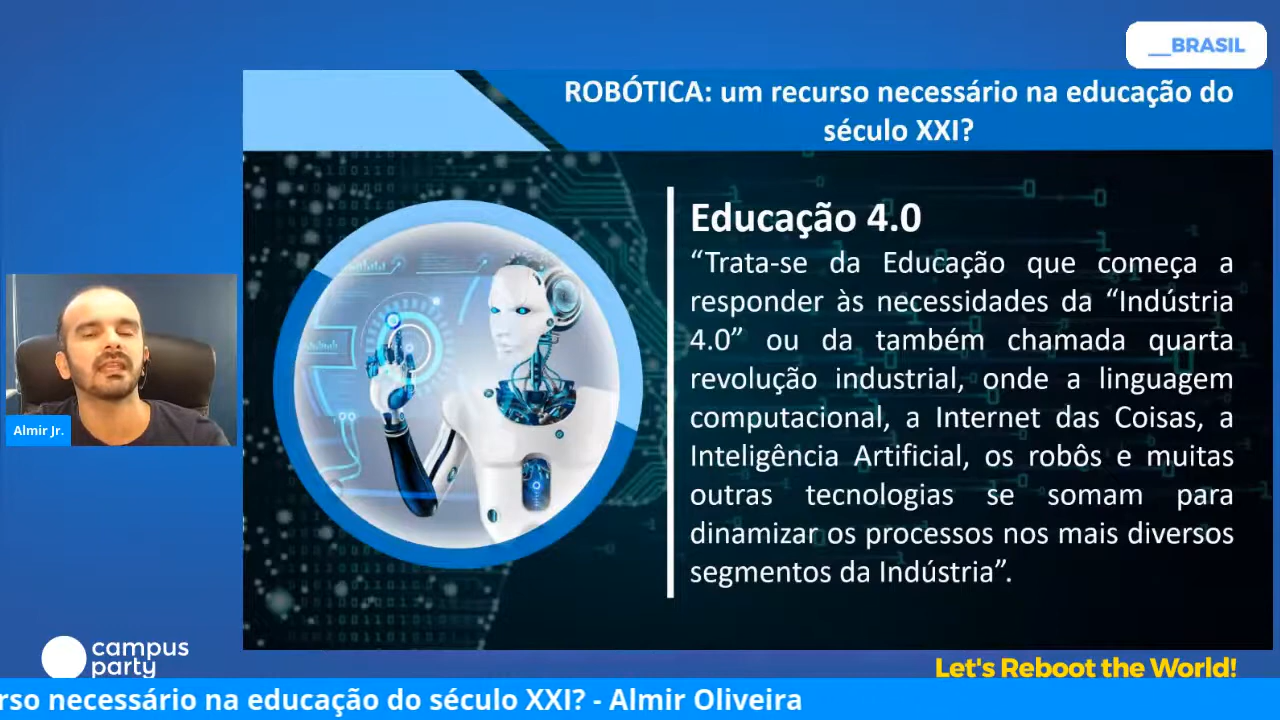 __BRASIL
ROBÓTICA: um recurso necessário na educação do
século XXI?
Educação 4.0
“Trata-se da Educação que começa a
responder às necessidades da “Indústria
4.0” ou da também chamada quarta
revolução industrial, onde a linguagem
computacional, a Internet das Coisas, a
Inteligência Artificial, os robôs e muitas
outras tecnologias se somam para
dinamizar os processos nos mais diversos
segmentos da Indústria”.
Almir Jr.
campus
party
Let's Reboot the World!
rso necessário na educação do século XXI? - Almir Oliveira